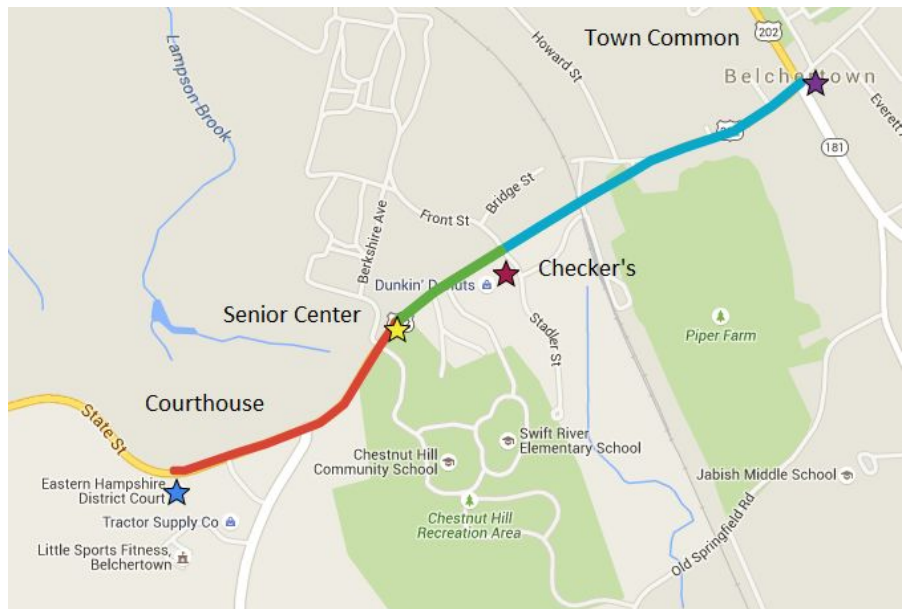 Town Common
202
Belchertown
Howard St
Lampson
Brook
Everett
181
Bridge St
Front St
Berkshire Ave
Checker's
Dunkin' Donuts
Senior Center
Stadler St
Piper Farm
Courthouse
State St
Swift River
Elementary School
Chestnut Hill
Community School
Jabish Middle School
Eastern Hampshire
District Court
Tractor Supply Co
Chestnut Hill
Recreation Area
Old Springfield Rd
Little Sports Fitness,
Belchertown